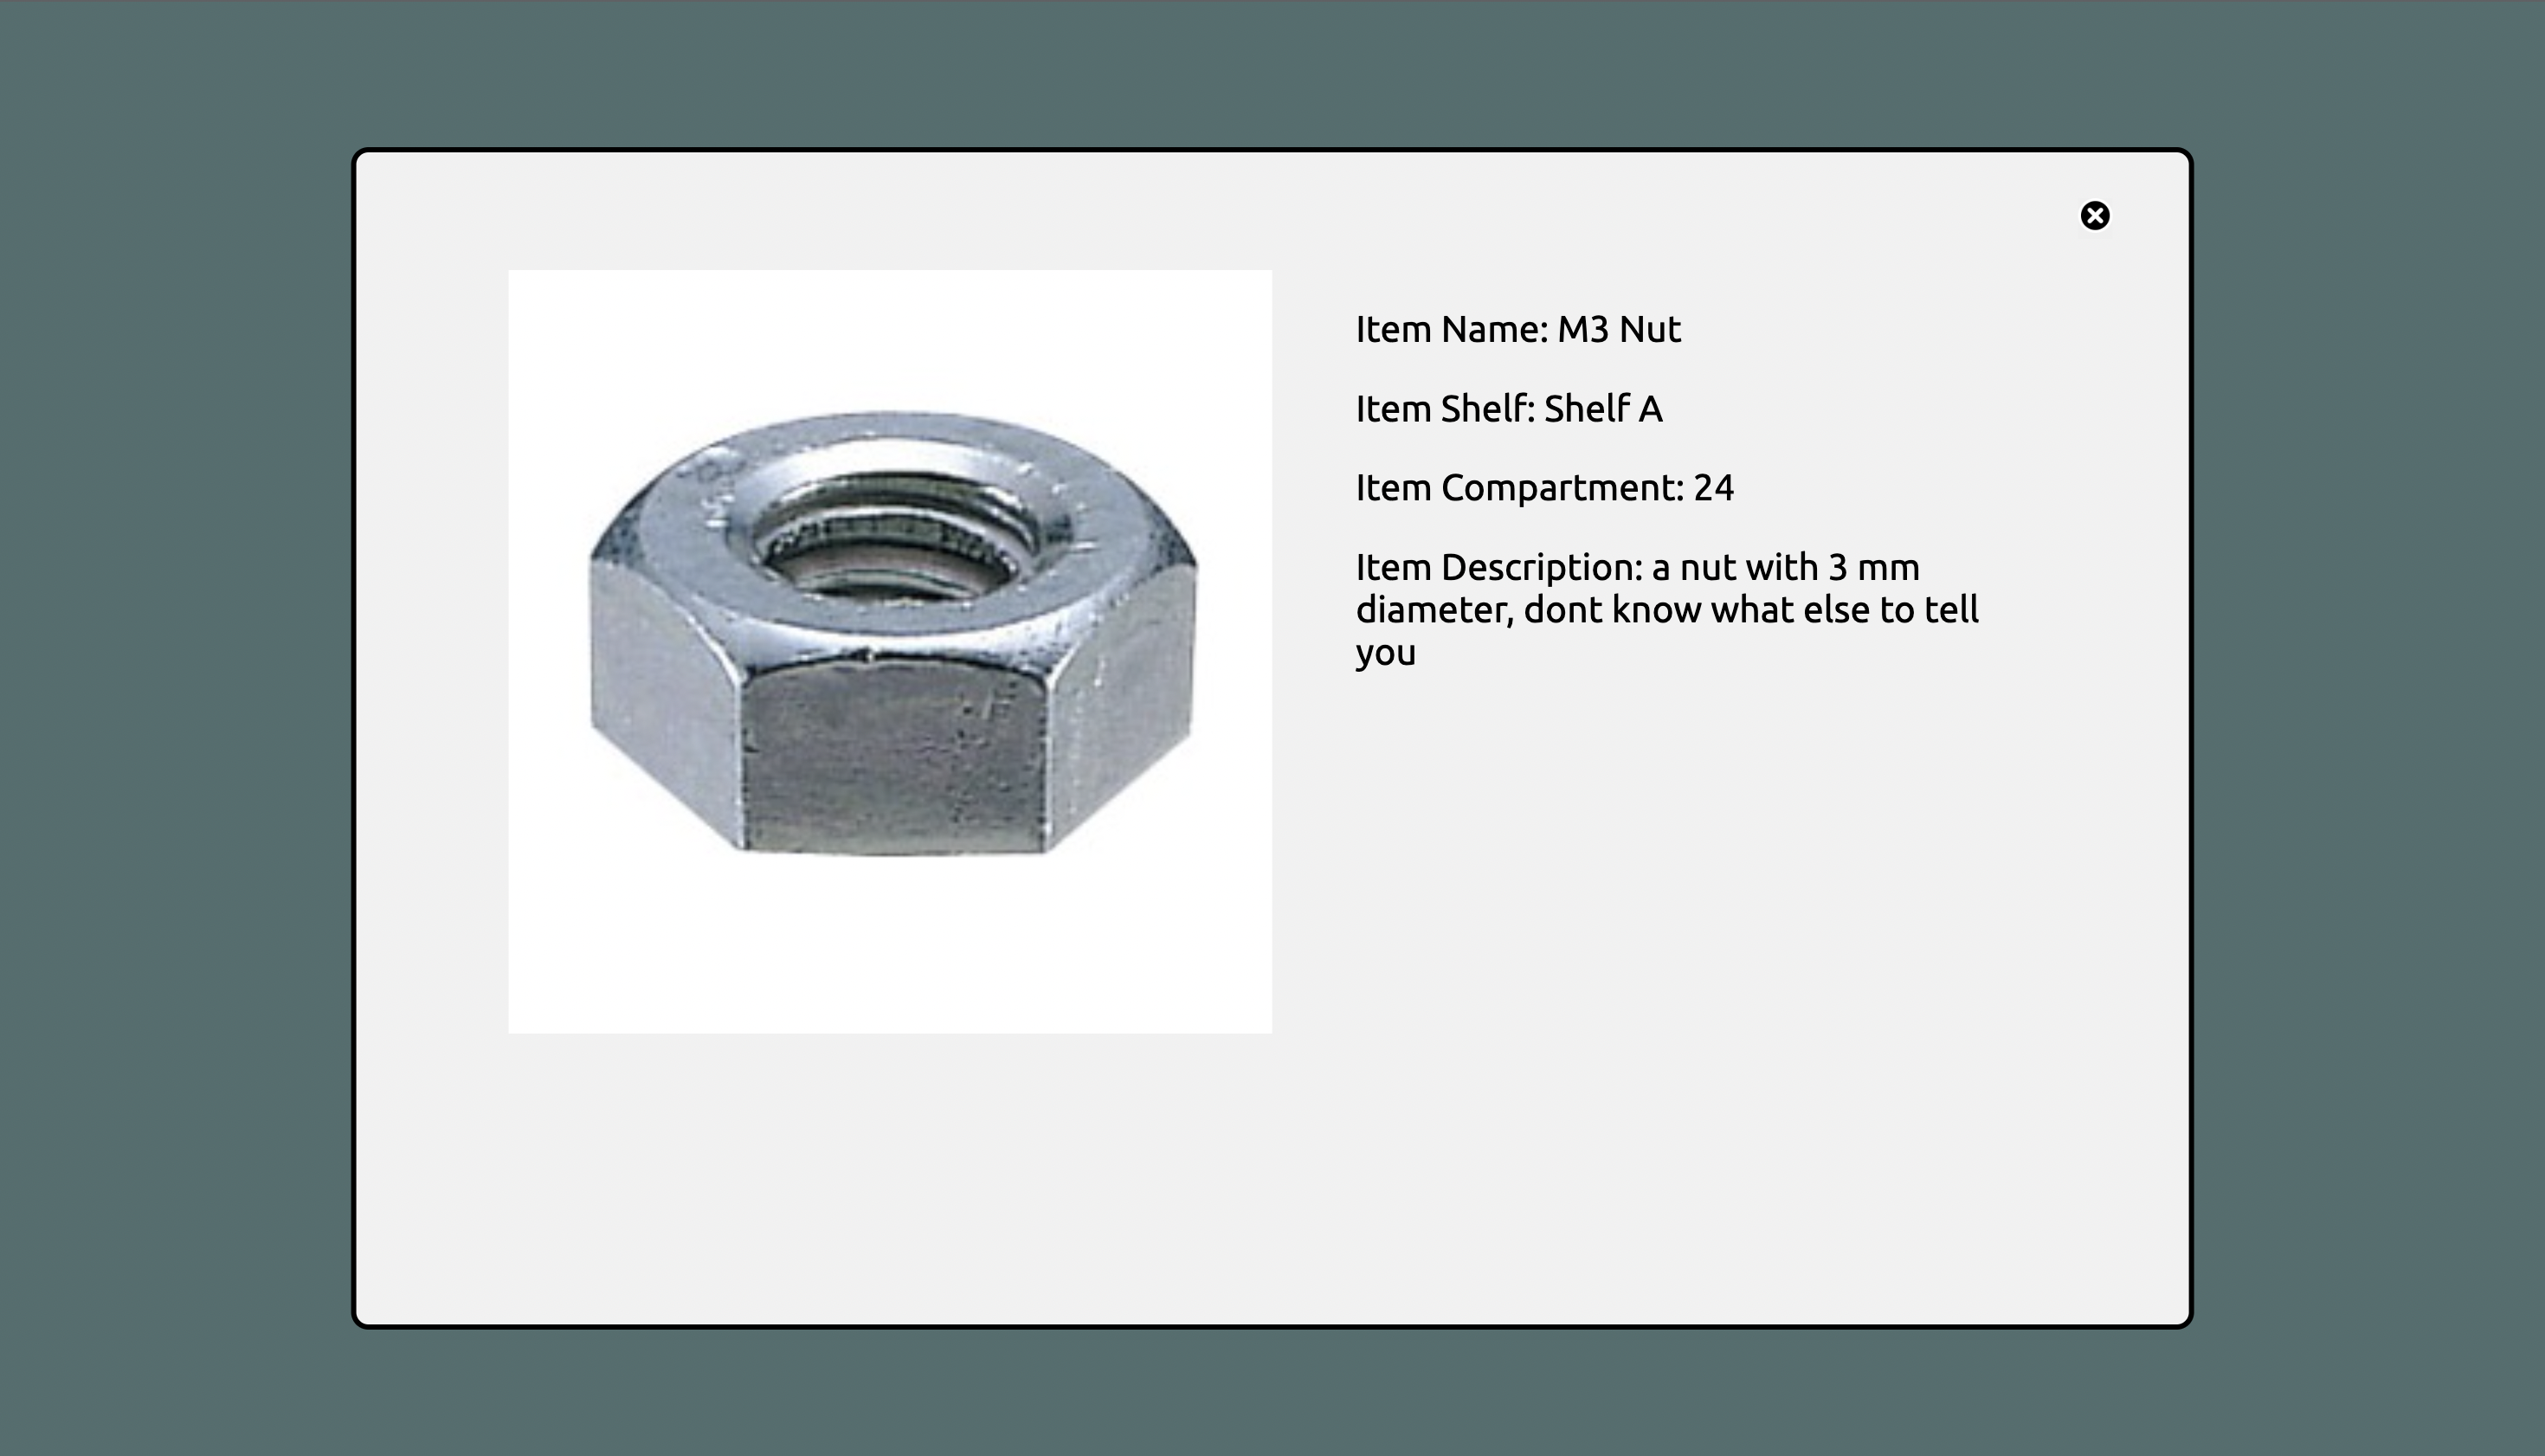 Item Name: M3 Nut
Item Shelf: Shelf A
Item Compartment: 24
Item Description: a nut with 3 mm
diameter, dont know what else to tell
you